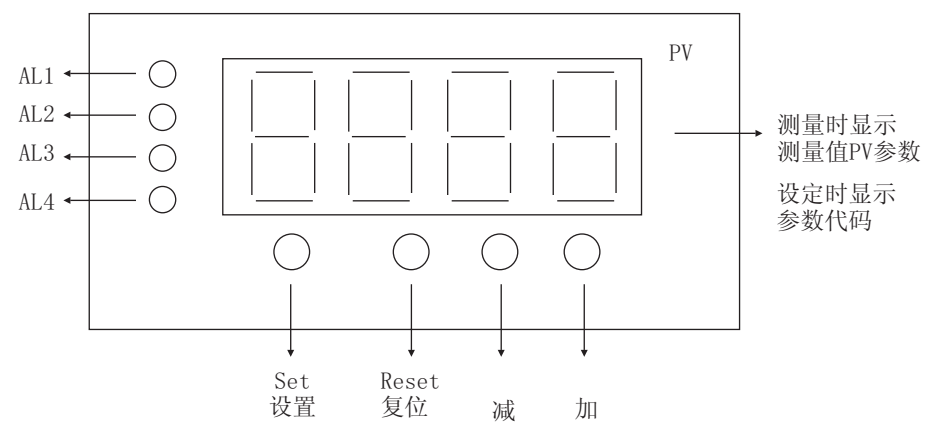 PV
AL1
AL2
AL3
AL4
测量时显示
测量值PV参数
设定时显示
参数代码
Set
设置
Reset
复位
减
加